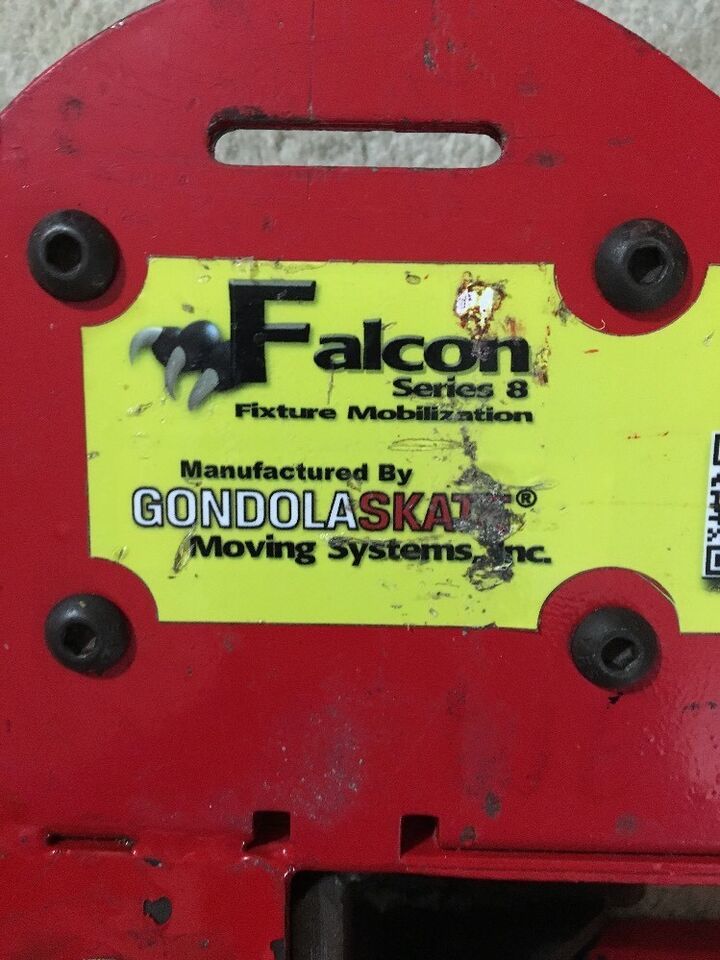 Falcon
Series 8
Fixture Mobilization
Manufactured By
GONDOLASKATE®
Moving Systems, Inc.